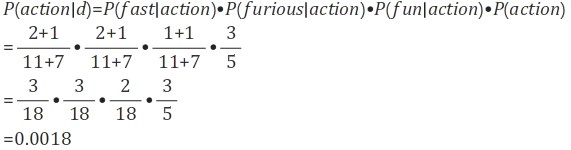 P(action|d)=P(fast|action)•P(furious|action)•P(fun|action)•P(action)
= (2+1)/(11+7) • (2+1)/(11+7) • (1+1)/(11+7) • 3/5
= 3/18 • 3/18 • 2/18 • 3/5
=0.0018